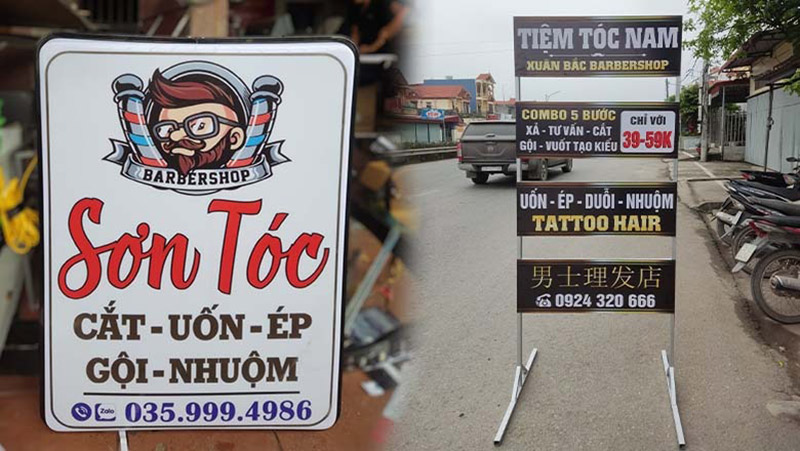 BARBERSHOP
Sơn Tóc
CẮT - UỐN - ÉP
GỘI - NHUỘM
Zalo 035.999.4986
TIỆM TÓC NAM
XUÂN BẮC BARBERSHOP
COMBO 5 BƯỚC
XẢ - TƯ VẤN - CẮT
GỘI - VUỐT TẠO KIỂU
CHỈ VỚI
39-59K
UỐN - ÉP - DUỖI - NHUỘM
TATTOO HAIR
男士理发店
0924 320 666